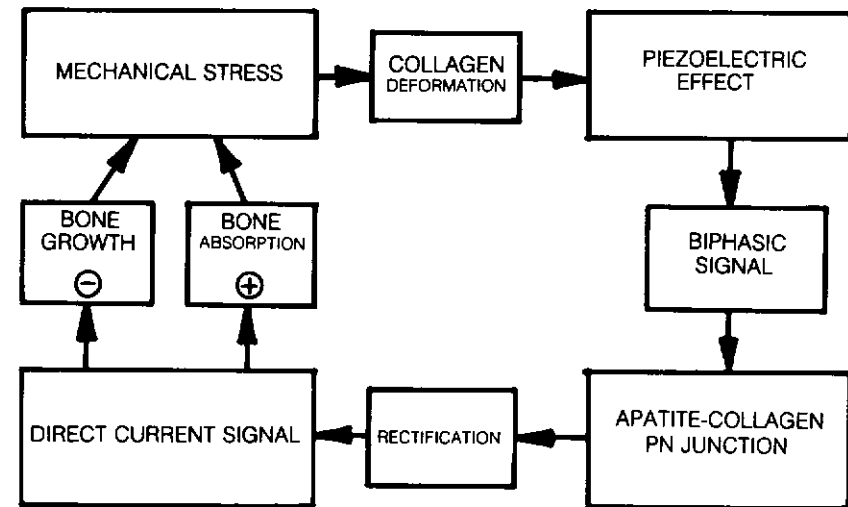 MECHANICAL STRESS
COLLAGEN
DEFORMATION
PIEZOELECTRIC
EFFECT
BONE
GROWTH
−
BONE
ABSORPTION
+
BIPHASIC
SIGNAL
DIRECT CURRENT SIGNAL
RECTIFICATION
APATITE-COLLAGEN
PN JUNCTION